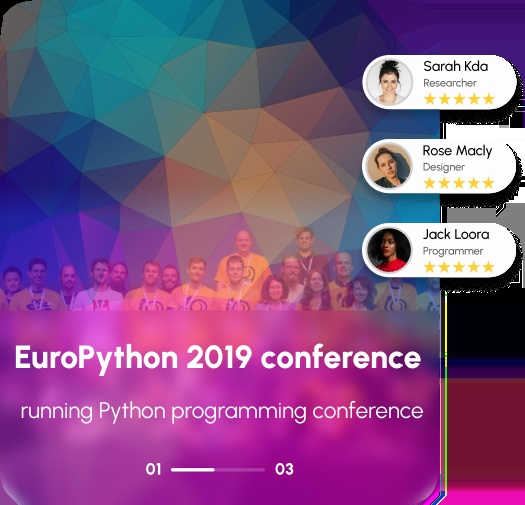 Sarah Kda
Researcher
Rose Macly
Designer
Jack Loora
Programmer
EuroPython 2019 conference
running Python programming conference
01 03